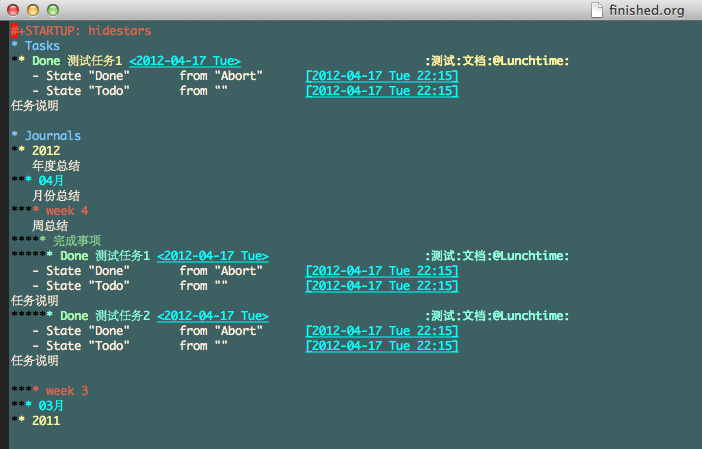 finished.org
#+STARTUP: hidestars
* Tasks
** Done 测试任务1 <2012-04-17 Tue> :测试:文档:@Lunchtime:
- State "Done" from "Abort" [2012-04-17 Tue 22:15]
- State "Todo" from "" [2012-04-17 Tue 22:15]
任务说明
* Journals
** 2012
年度总结
*** 04月
月份总结
**** week 4
周总结
***** 完成事项
****** Done 测试任务1 <2012-04-17 Tue> :测试:文档:@Lunchtime:
- State "Done" from "Abort" [2012-04-17 Tue 22:15]
- State "Todo" from "" [2012-04-17 Tue 22:15]
任务说明
****** Done 测试任务2 <2012-04-17 Tue> :测试:文档:@Lunchtime:
- State "Done" from "Abort" [2012-04-17 Tue 22:15]
- State "Todo" from "" [2012-04-17 Tue 22:15]
任务说明
**** week 3
*** 03月
** 2011